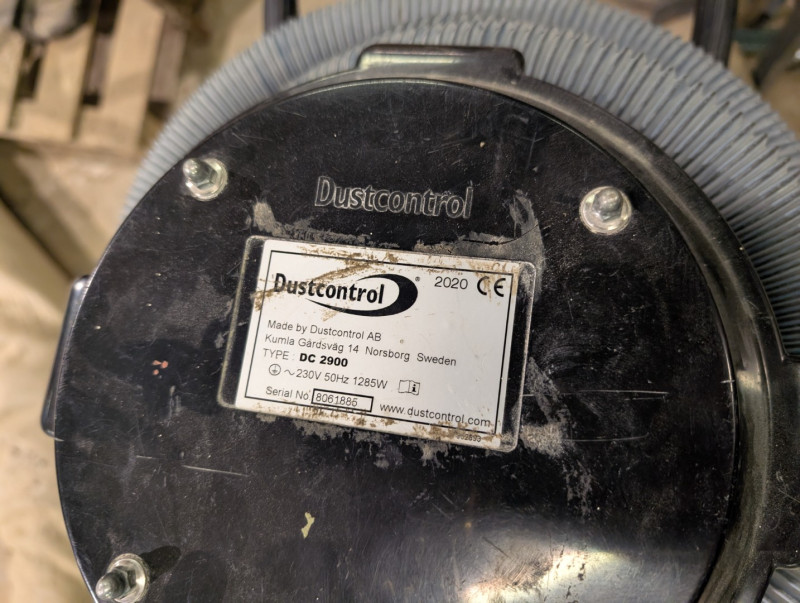 Dustcontrol
Dustcontrol ® 2020 CE
Made by Dustcontrol AB
Kumla Gårdsväg 14 Norsborg Sweden
TYPE : DC 2900
~230V 50Hz 1285W
Serial No. 8061885
www.dustcontrol.com